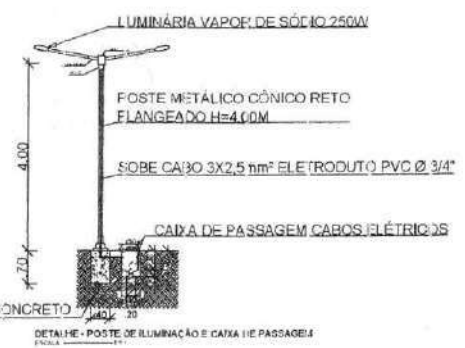 LUMINÁRIA VAPOR DE SÓDIO 250W
POSTE METÁLICO CÔNICO RETO
FLANGEADO H=4.00M
4.00
SOBE CABO 3X2,5 mm² ELETRODUTO PVC Ø 3/4"
CAIXA DE PASSAGEM CABOS ELÉTRICOS
.70
CONCRETO
.40
.20
DETALHE - POSTE DE ILUMINAÇÃO E CAIXA DE PASSAGEM
ESCALA